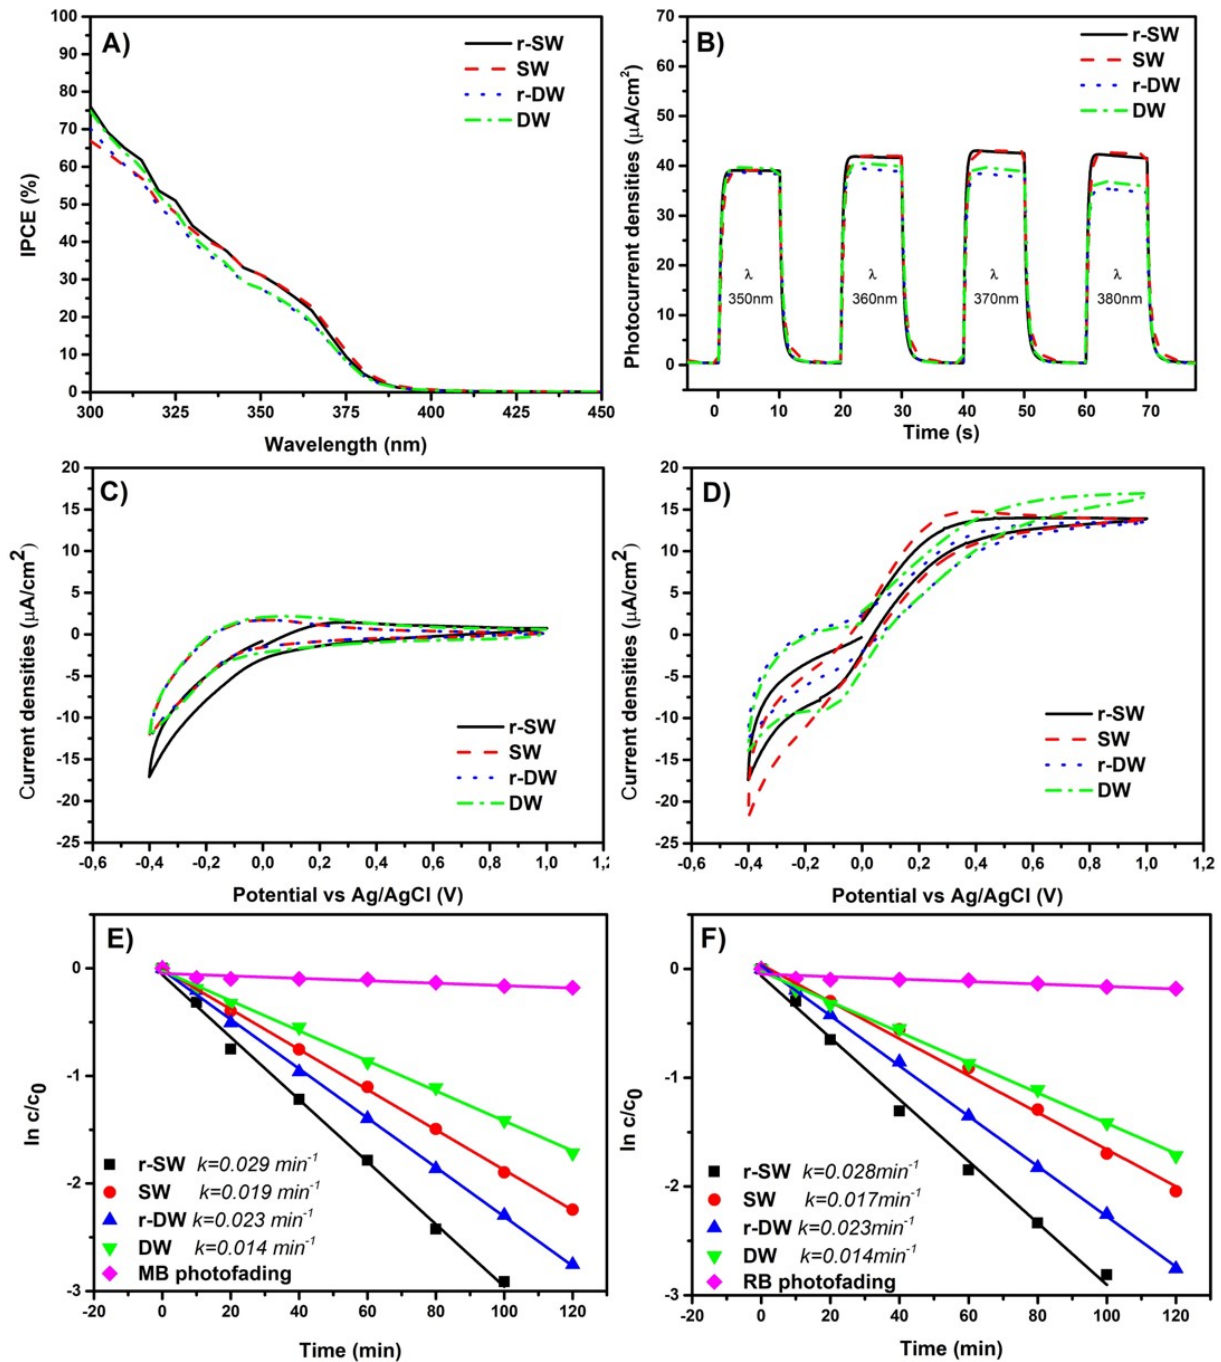 A)
r-SW
SW
r-DW
DW
100
90
80
70
60
50
40
30
20
10
0
IPCE (%)
300 325 350 375 400 425 450
Wavelength (nm)
B)
r-SW
SW
r-DW
DW
70
60
50
40
30
20
10
0
Photocurrent densities (µA/cm²)
λ
350nm
λ
360nm
λ
370nm
λ
380nm
0 10 20 30 40 50 60 70
Time (s)
C)
20
15
10
5
0
-5
-10
-15
-20
-25
Current densities (µA/cm²)
r-SW
SW
r-DW
DW
-0,6 -0,4 -0,2 0,0 0,2 0,4 0,6 0,8 1,0 1,2
Potential vs Ag/AgCl (V)
D)
20
15
10
5
0
-5
-10
-15
-20
-25
Current densities (µA/cm²)
r-SW
SW
r-DW
DW
-0,6 -0,4 -0,2 0,0 0,2 0,4 0,6 0,8 1,0 1,2
Potential vs Ag/AgCl (V)
E)
0
-1
-2
-3
ln c/c₀
r-SW k=0.029 min⁻¹
SW k=0.019 min⁻¹
r-DW k=0.023 min⁻¹
DW k=0.014 min⁻¹
MB photofading
-20 0 20 40 60 80 100 120
Time (min)
F)
0
-1
-2
-3
ln c/c₀
r-SW k=0.028min⁻¹
SW k=0.017min⁻¹
r-DW k=0.023min⁻¹
DW k=0.014min⁻¹
RB photofading
-20 0 20 40 60 80 100 120
Time (min)